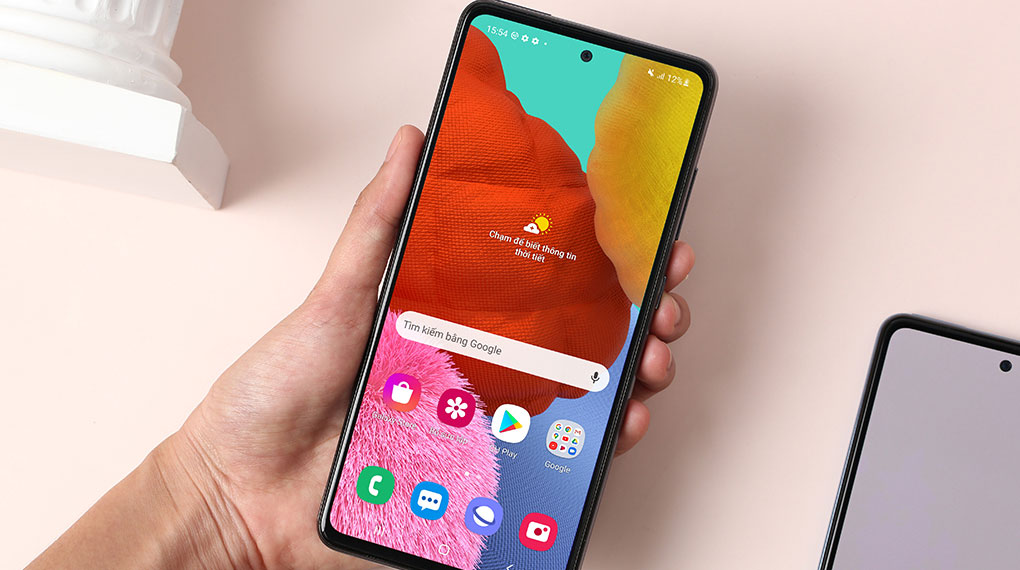 15:54
12%
Chạm để biết thông tin
thời tiết
Tìm kiếm bằng Google
Play
Google